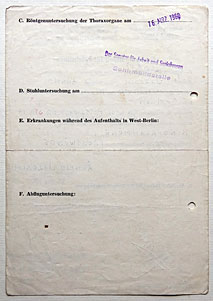 C. Röntgenuntersuchung der Thoraxorgane am
16. MRZ. 1960
Der Senator für Arbeit und Sozialwesen
D. Stuhluntersuchung am
E. Erkrankungen während des Aufenthalts in West-Berlin:
F. Abfluguntersuchung: